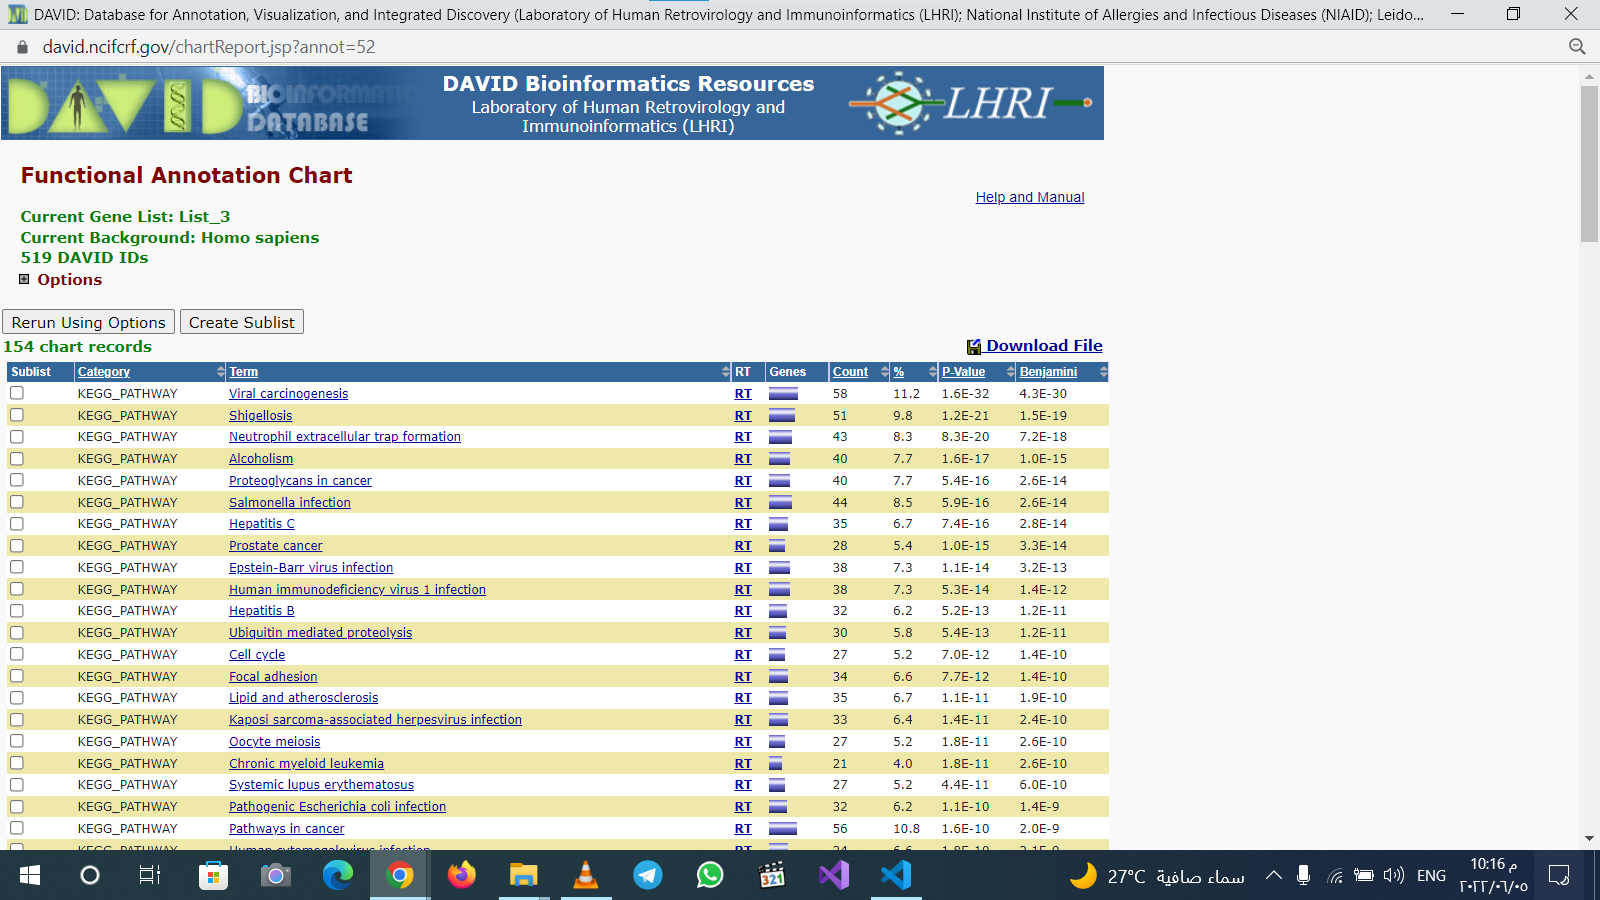 DAVID: Database for Annotation, Visualization, and Integrated Discovery (Laboratory of Human Retrovirology and Immunoinformatics (LHRI); National Institute of Allergies and Infectious Diseases (NIAID); Leido...
david.ncifcrf.gov/chartReport.jsp?annot=52
DAVID BIOINFORMATICS DATABASE
DAVID Bioinformatics Resources
Laboratory of Human Retrovirology and
Immunoinformatics (LHRI)
LHRI
Functional Annotation Chart
Help and Manual
Current Gene List: List_3
Current Background: Homo sapiens
519 DAVID IDs
Options
Rerun Using Options Create Sublist
154 chart records Download File
Sublist Category Term RT Genes Count % P-Value Benjamini
KEGG_PATHWAY Viral carcinogenesis RT 58 11.2 1.6E-32 4.3E-30
KEGG_PATHWAY Shigellosis RT 51 9.8 1.2E-21 1.5E-19
KEGG_PATHWAY Neutrophil extracellular trap formation RT 43 8.3 8.3E-20 7.2E-18
KEGG_PATHWAY Alcoholism RT 40 7.7 1.6E-17 1.0E-15
KEGG_PATHWAY Proteoglycans in cancer RT 40 7.7 5.4E-16 2.6E-14
KEGG_PATHWAY Salmonella infection RT 44 8.5 5.9E-16 2.6E-14
KEGG_PATHWAY Hepatitis C RT 35 6.7 7.4E-16 2.8E-14
KEGG_PATHWAY Prostate cancer RT 28 5.4 1.0E-15 3.3E-14
KEGG_PATHWAY Epstein-Barr virus infection RT 38 7.3 1.1E-14 3.2E-13
KEGG_PATHWAY Human immunodeficiency virus 1 infection RT 38 7.3 5.3E-14 1.4E-12
KEGG_PATHWAY Hepatitis B RT 32 6.2 5.2E-13 1.2E-11
KEGG_PATHWAY Ubiquitin mediated proteolysis RT 30 5.8 5.4E-13 1.2E-11
KEGG_PATHWAY Cell cycle RT 27 5.2 7.0E-12 1.4E-10
KEGG_PATHWAY Focal adhesion RT 34 6.6 7.7E-12 1.4E-10
KEGG_PATHWAY Lipid and atherosclerosis RT 35 6.7 1.1E-11 1.9E-10
KEGG_PATHWAY Kaposi sarcoma-associated herpesvirus infection RT 33 6.4 1.4E-11 2.4E-10
KEGG_PATHWAY Oocyte meiosis RT 27 5.2 1.8E-11 2.6E-10
KEGG_PATHWAY Chronic myeloid leukemia RT 21 4.0 1.8E-11 2.6E-10
KEGG_PATHWAY Systemic lupus erythematosus RT 27 5.2 4.4E-11 6.0E-10
KEGG_PATHWAY Pathogenic Escherichia coli infection RT 32 6.2 1.1E-10 1.4E-9
KEGG_PATHWAY Pathways in cancer RT 56 10.8 1.6E-10 2.0E-9
321
27°C سماء صافية ENG
10:16 م
٢٠٢٢/٠٦/٠٥